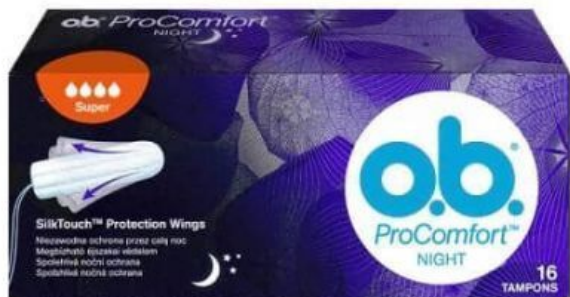 o.b. ProComfort
NIGHT
Super
SilkTouch™ Protection Wings
Niezawodna ochrona przez całą noc
Megbízható éjszakai védelem
Spolehlivá noční ochrana
Spoľahlivá nočná ochrana
o.b.®
ProComfort™
NIGHT
16
TAMPONS